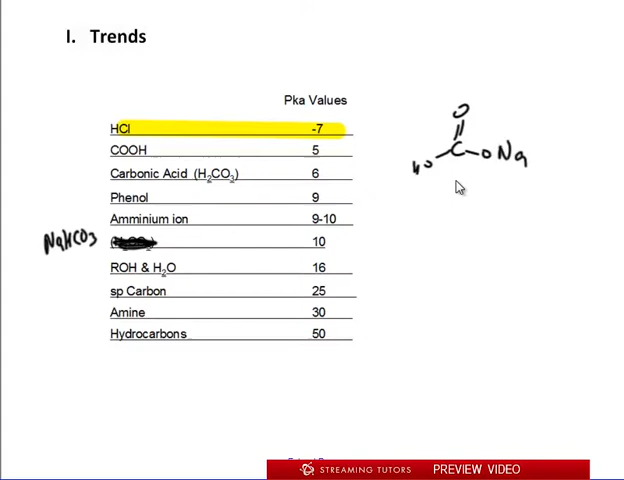 I. Trends
Pka Values
HCl -7
COOH 5
Carbonic Acid (H₂CO₃) 6
Phenol 9
Amminium ion 9-10
NaHCO3 10
ROH & H₂O 16
sp Carbon 25
Amine 30
Hydrocarbons 50
O
HO C O Na
STREAMING TUTORS PREVIEW VIDEO